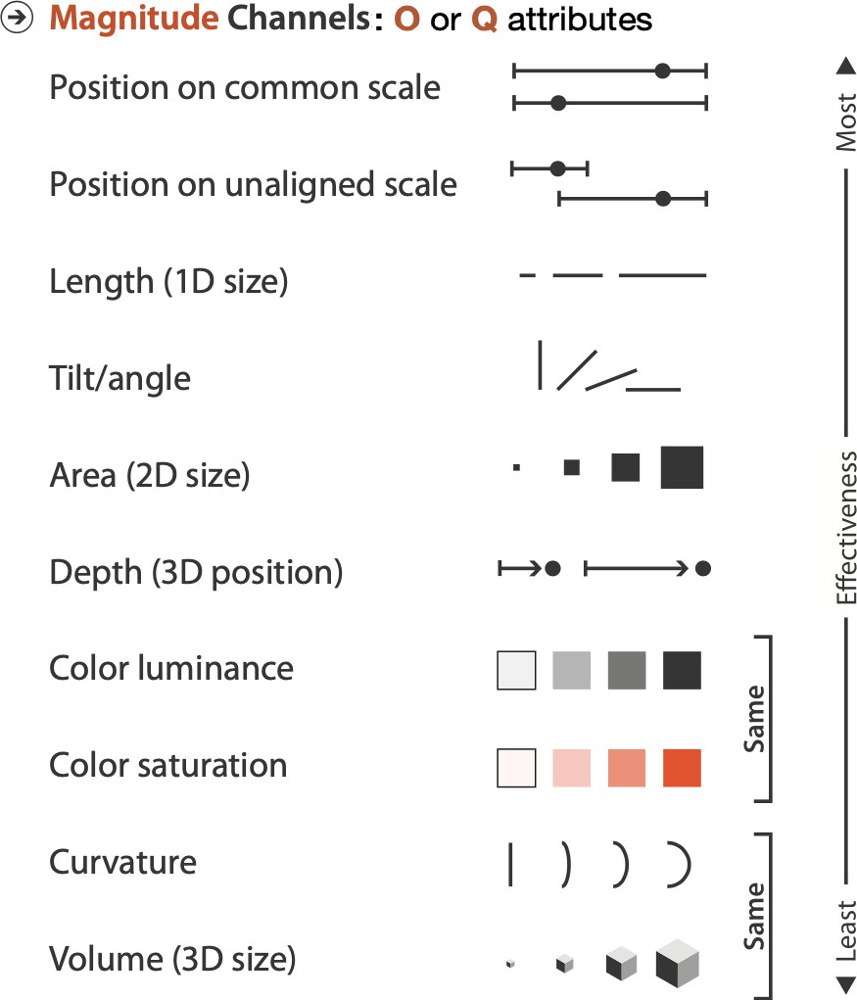 Magnitude Channels: O or Q attributes
Position on common scale
Position on unaligned scale
Length (1D size)
Tilt/angle
Area (2D size)
Depth (3D position)
Color luminance
Color saturation
Curvature
Volume (3D size)
Same
Same
Most
Effectiveness
Least